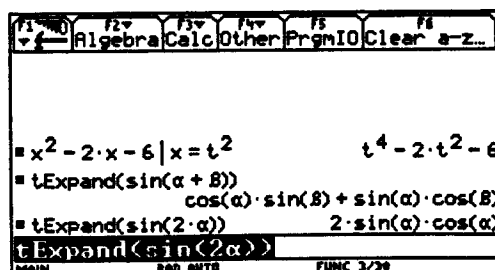 F1 F2 F3 F4 F5 F6
Algebra Calc Other PrgmIO Clear a-z…
■ x² - 2·x - 6 | x = t² t⁴ - 2·t² - 6
■ tExpand(sin(α + β))
cos(α)·sin(β) + sin(α)·cos(β)
■ tExpand(sin(2·α)) 2·sin(α)·cos(α)
tExpand(sin(2α))
MAIN RAD AUTO FUNC 3/30